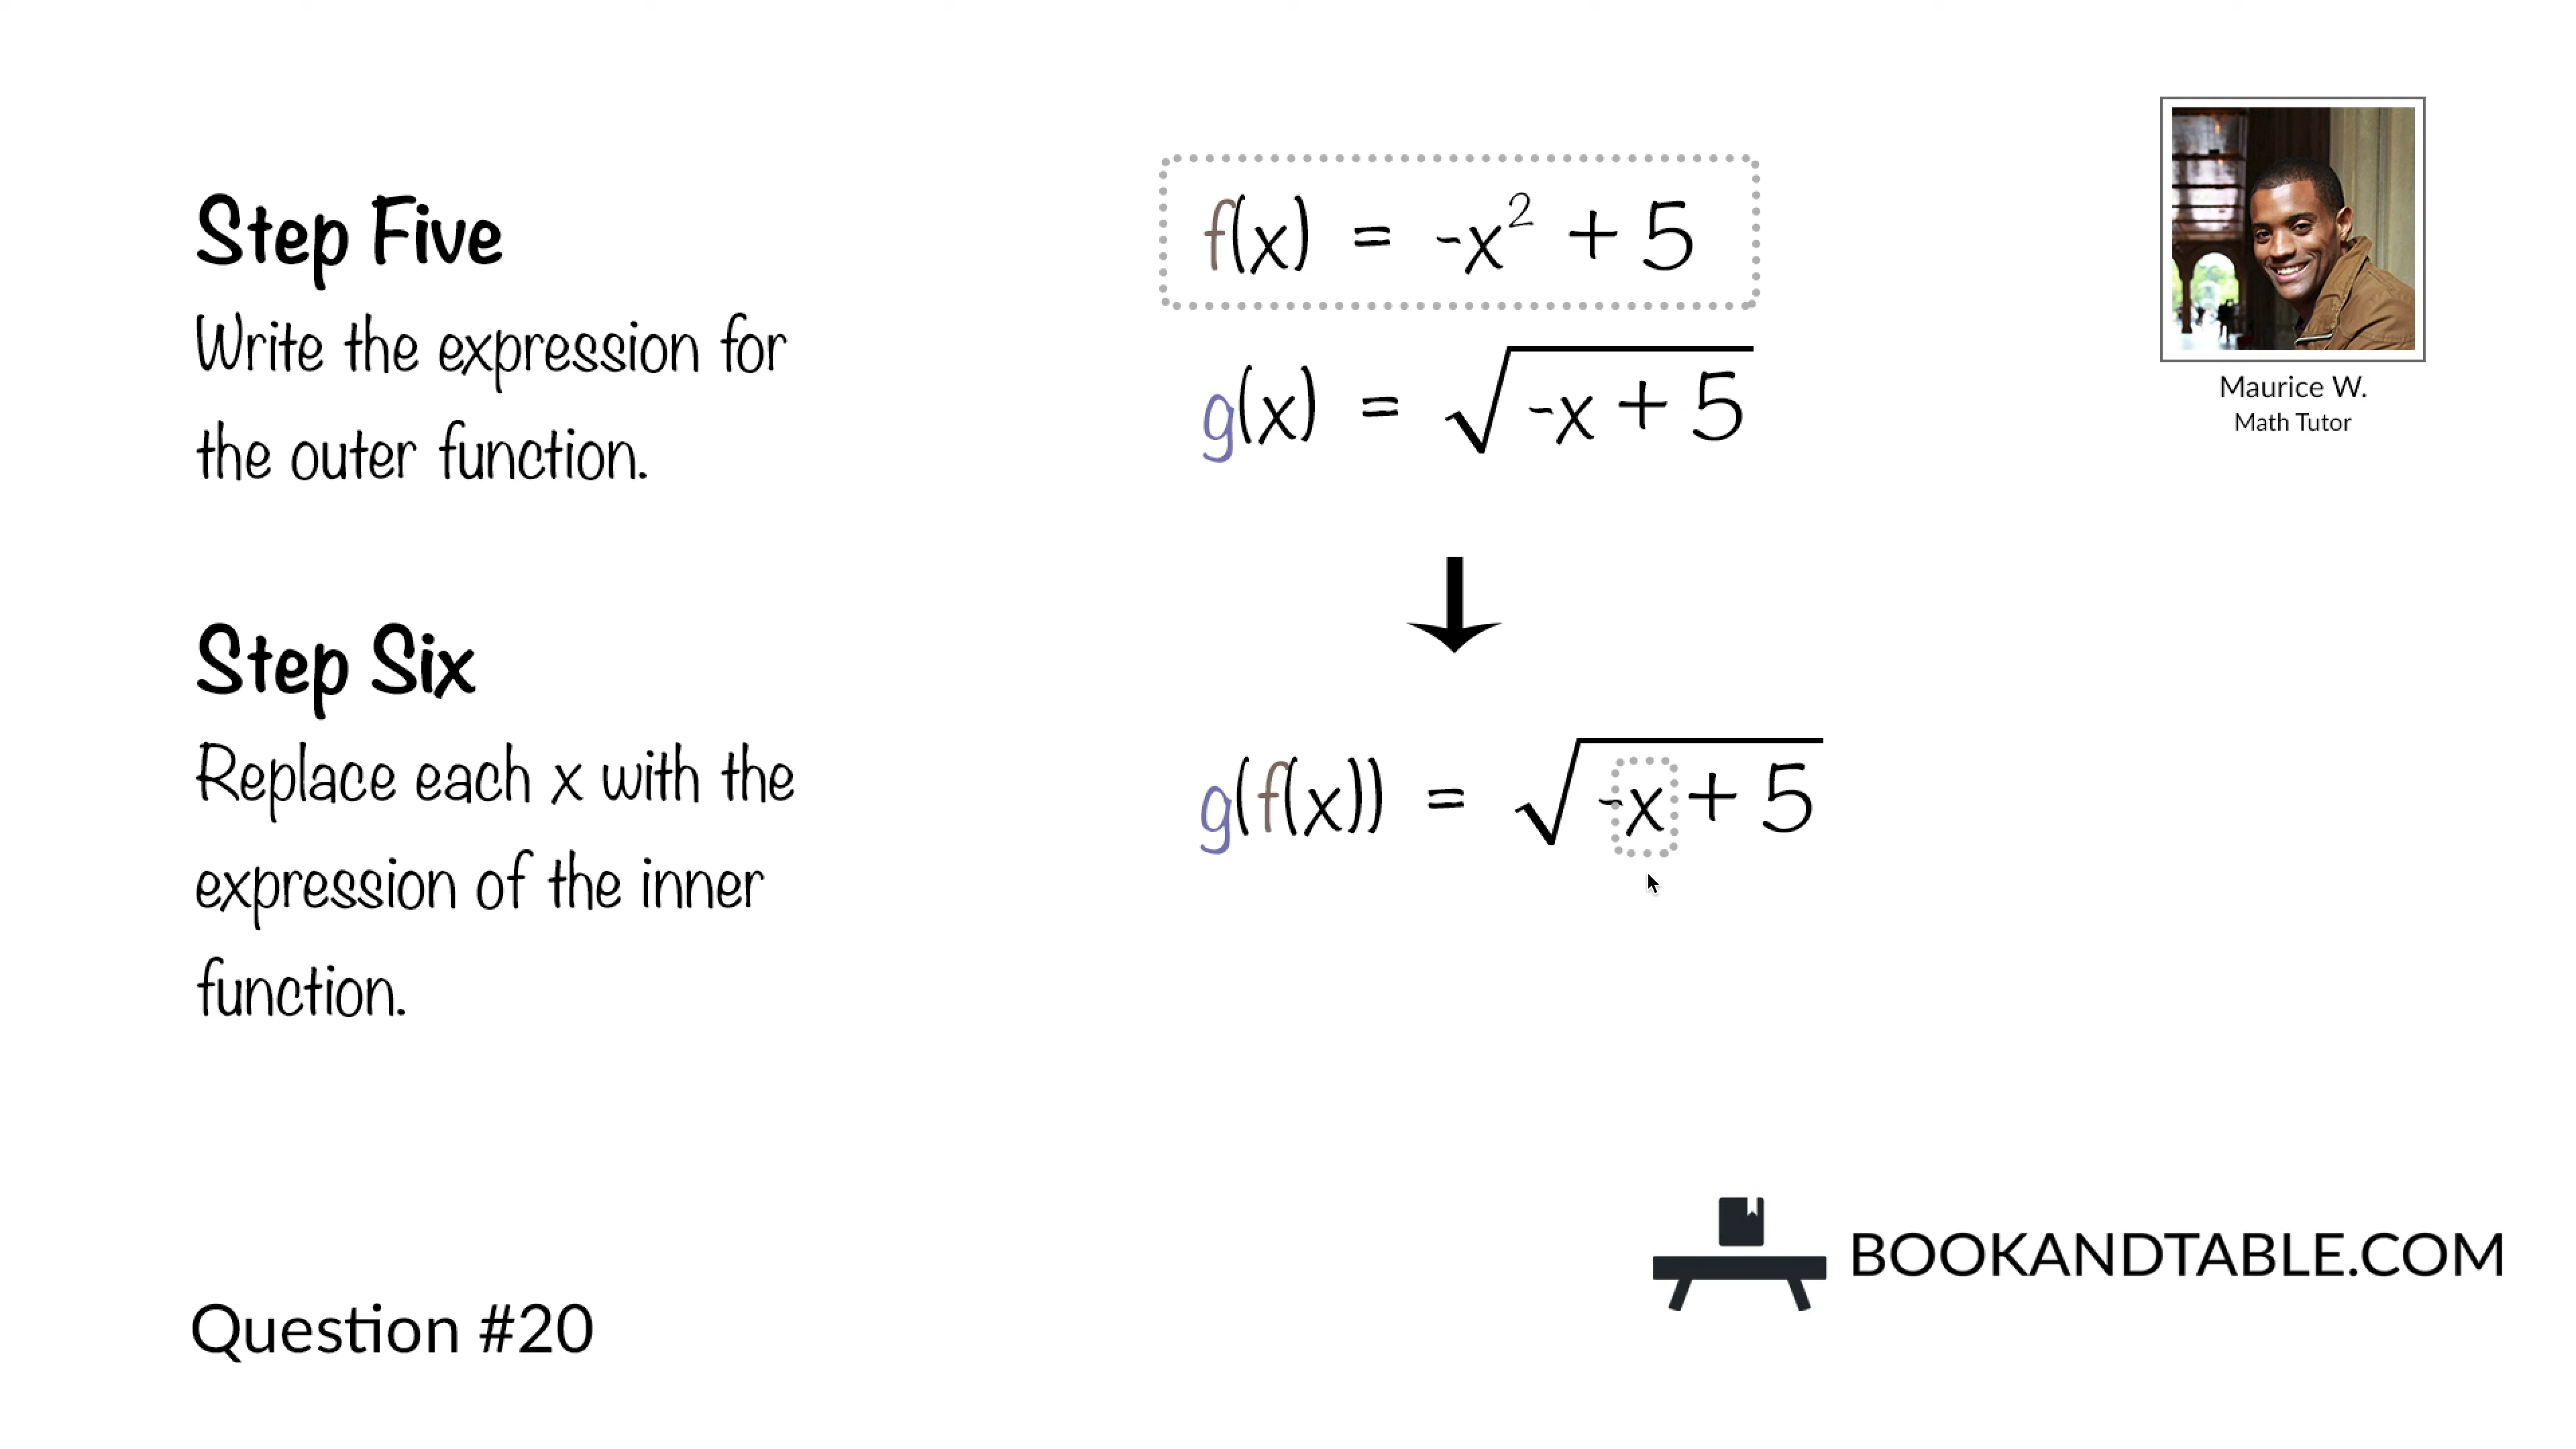 Step Five
Write the expression for
the outer function.
Step Six
Replace each x with the
expression of the inner
function.
f(x) = -x² + 5
g(x) = √(-x + 5)
g(f(x)) = √(-x + 5)
Maurice W.
Math Tutor
BOOKANDTABLE.COM
Question #20